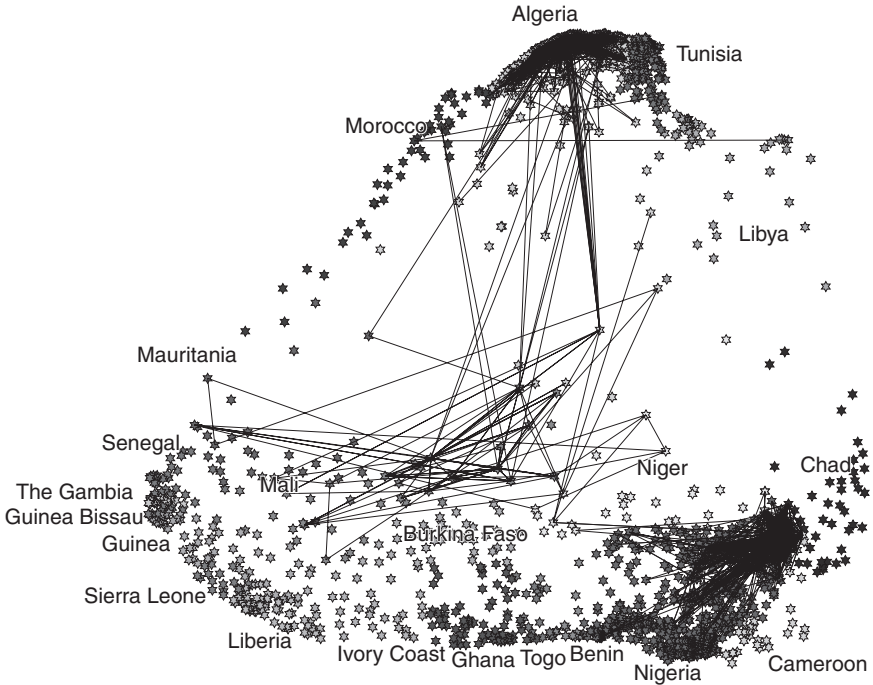 Algeria
Tunisia
Morocco
Libya
Mauritania
Senegal
Mali
Niger
Chad
The Gambia
Guinea Bissau
Guinea
Burkina Faso
Sierra Leone
Liberia
Ivory Coast
Ghana
Togo
Benin
Nigeria
Cameroon